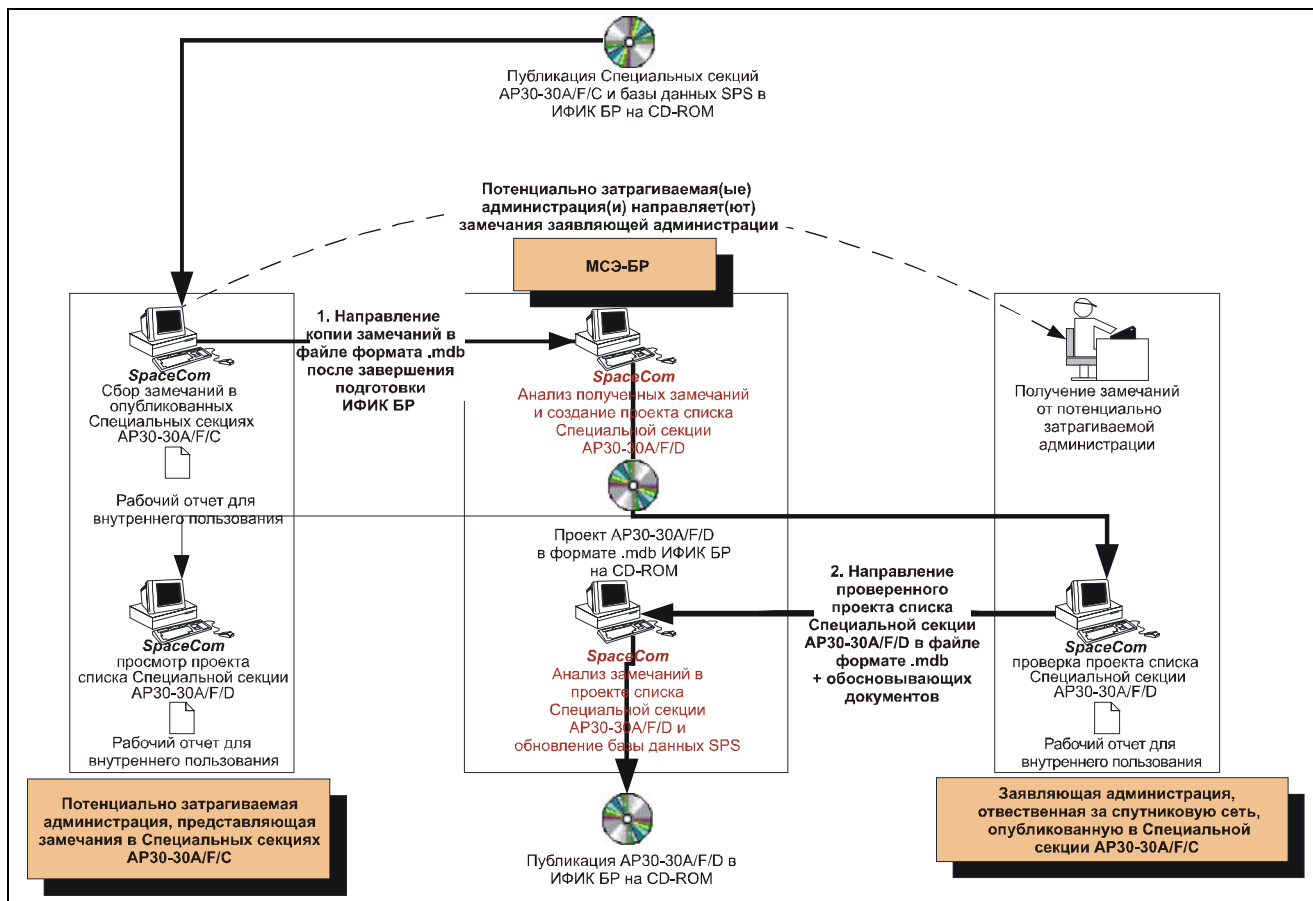 Публикация Специальных секций
AP30-30A/F/C и базы данных SPS в
ИФИК БР на CD-ROM
Потенциально затрагиваемая(ые)
администрация(и) направляет(ют)
замечания заявляющей администрации
МСЭ-БР
1. Направление
копии замечаний в
файле формата .mdb
после завершения
подготовки
ИФИК БР
SpaceCom
Сбор замечаний в
опубликованных
Специальных секциях
AP30-30A/F/C
Рабочий отчет для
внутреннего пользования
SpaceCom
Анализ полученных замечаний
и создание проекта списка
Специальной секции
AP30-30A/F/D
Получение замечаний
от потенциально
затрагиваемой
администрации
Проект AP30-30A/F/D
в формате .mdb ИФИК БР
на CD-ROM
2. Направление
проверенного
проекта списка
Специальной секции
AP30-30A/F/D в файле
формате .mdb
+ обосновывающих
документов
SpaceCom
просмотр проекта
списка Специальной секции
AP30-30A/F/D
Рабочий отчет для
внутреннего пользования
SpaceCom
Анализ замечаний в
проекте списка
Специальной секции
AP30-30A/F/D и
обновление базы данных SPS
SpaceCom
проверка проекта списка
Специальной секции
AP30-30A/F/D
Рабочий отчет для
внутреннего пользования
Потенциально затрагиваемая
администрация, представляющая
замечания в Специальных секциях
AP30-30A/F/C
Публикация AP30-30A/F/D в
ИФИК БР на CD-ROM
Заявляющая администрация,
отвественная за спутниковую сеть,
опубликованную в Специальной
секции AP30-30A/F/C